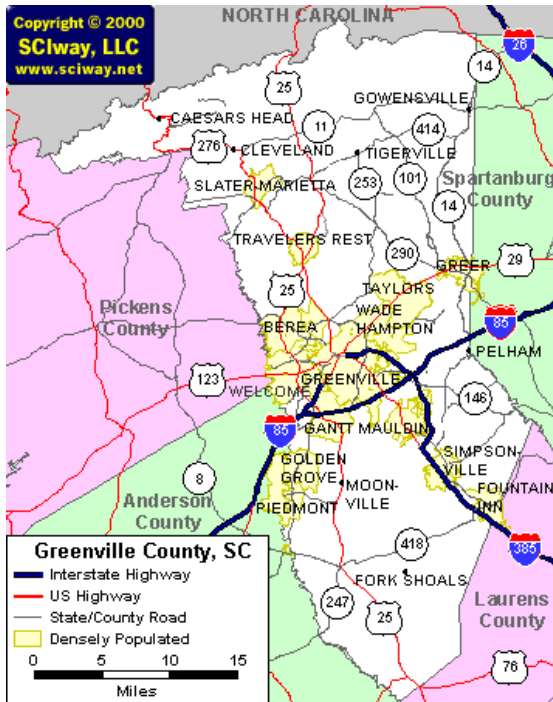 Copyright © 2000
SCIway, LLC
www.sciway.net
NORTH CAROLINA
26
14
25
GOWENSVILLE
CAESARS HEAD
11
414
276
CLEVELAND
TIGERVILLE
SLATER MARIETTA
253
101
Spartanburg
County
14
TRAVELERS REST
290
29
GREER
25
TAYLORS
Pickens
County
BEREA
WADE
HAMPTON
85
PELHAM
123
GREENVILLE
WELCOME
146
85
GANTT
MAULDIN
SIMPSON-
VILLE
GOLDEN
GROVE
8
MOON-
VILLE
FOUNTAIN
INN
Anderson
County
PIEDMONT
385
418
FORK SHOALS
Laurens
County
247
25
76
Greenville County, SC
Interstate Highway
US Highway
State/County Road
Densely Populated
0 5 10 15
Miles